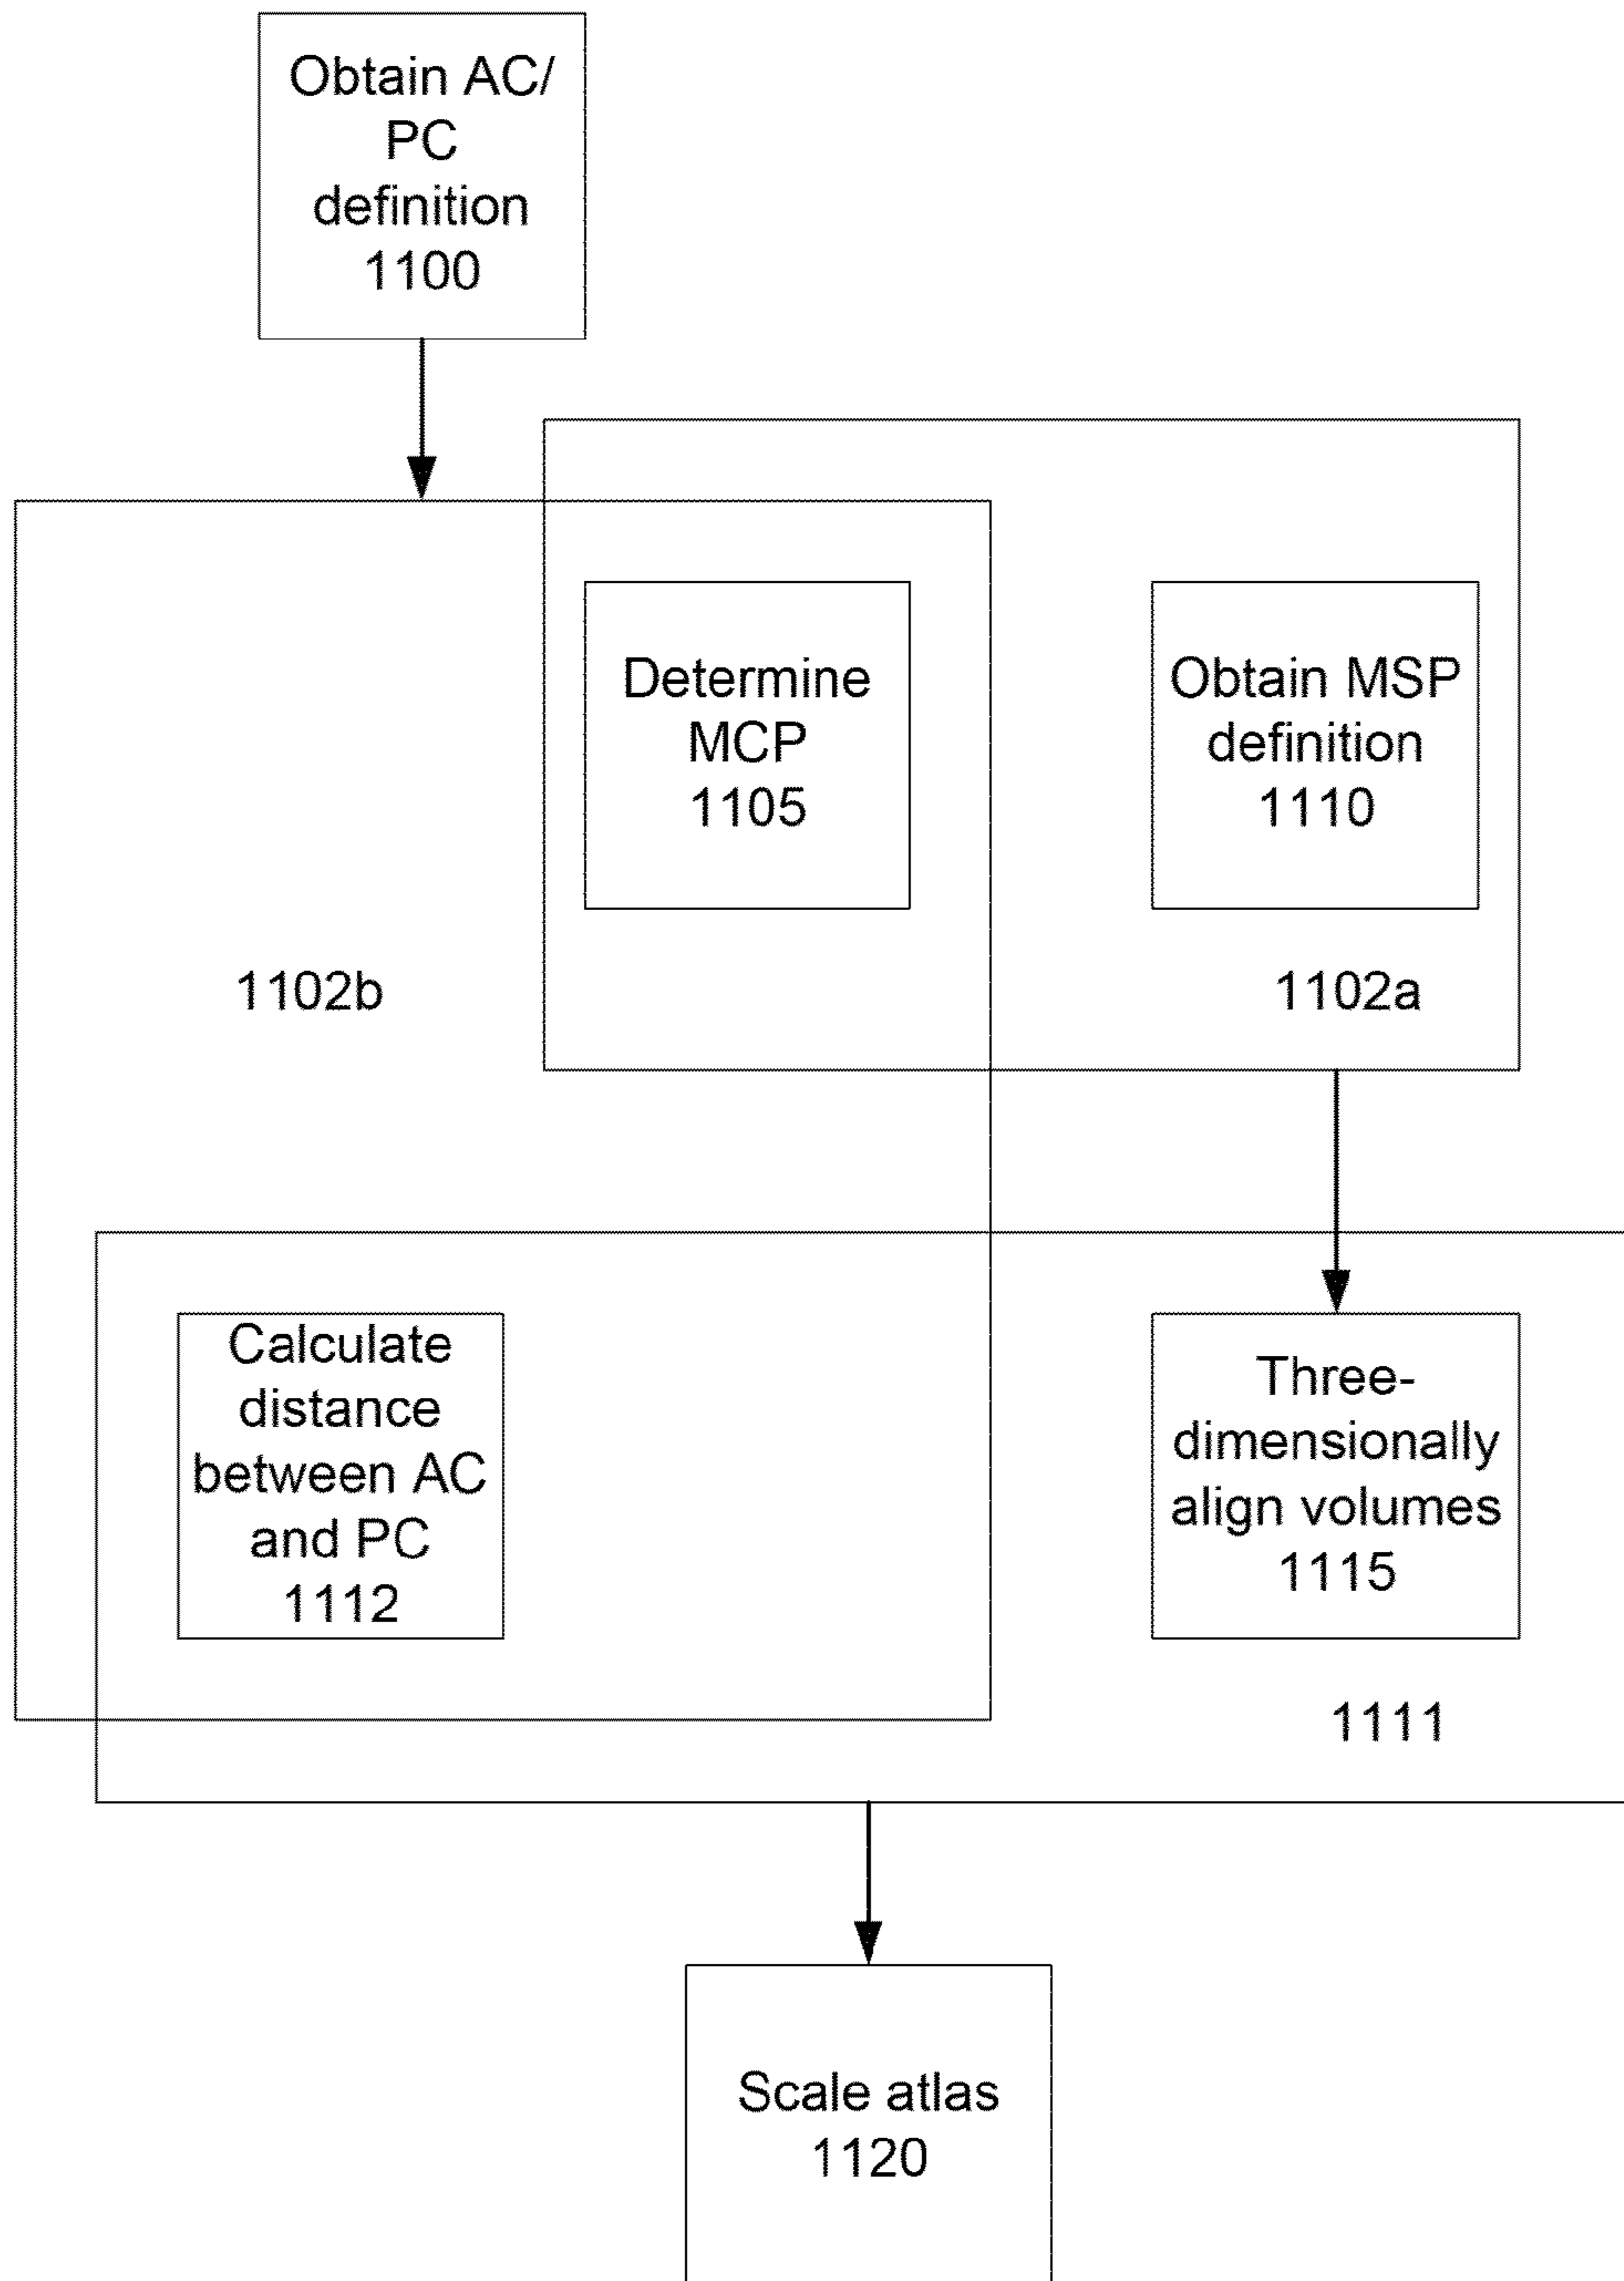 Obtain AC/
PC
definition
1100
Determine
MCP
1105
Obtain MSP
definition
1110
1102b
1102a
Calculate
distance
between AC
and PC
1112
Three-
dimensionally
align volumes
1115
1111
Scale atlas
1120